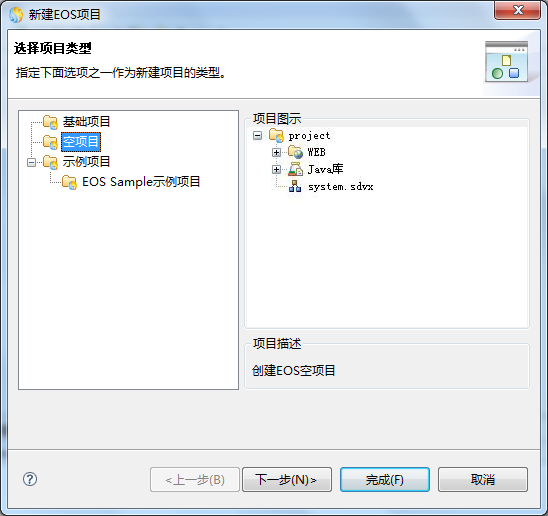 新建EOS项目
选择项目类型
指定下面选项之一作为新建项目的类型。
基础项目
空项目
示例项目
EOS Sample示例项目
项目图示
project
WEB
Java库
system.sdvx
项目描述
创建EOS空项目
?
<上一步(B)
下一步(N)>
完成(F)
取消